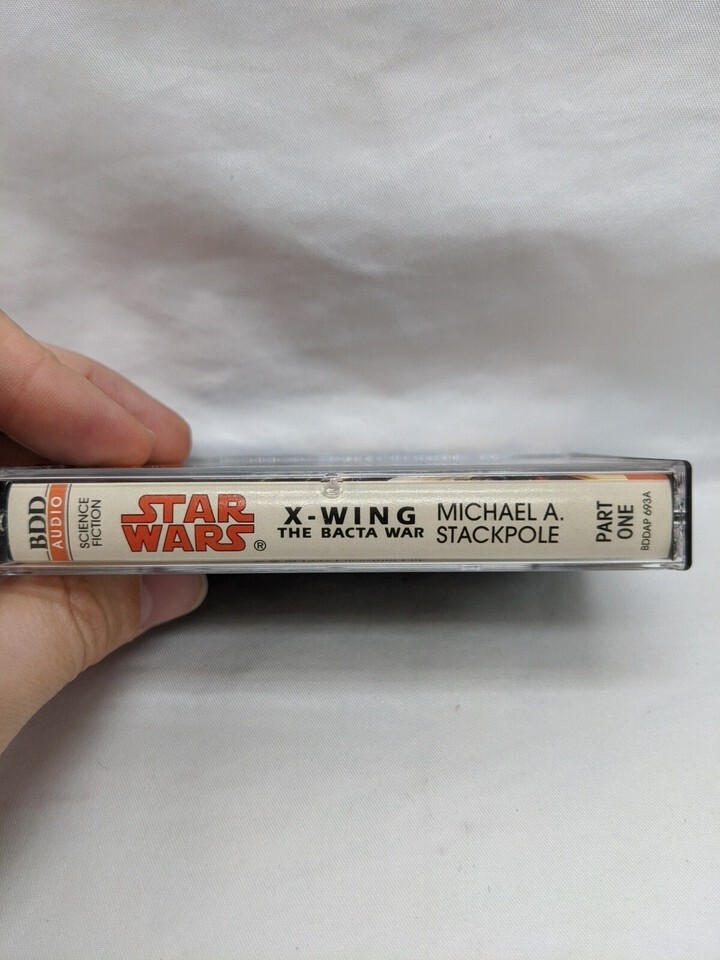 BDD
AUDIO
SCIENCE
FICTION
STAR
WARS®
X-WING
THE BACTA WAR
MICHAEL A.
STACKPOLE
PART
ONE
BDDAP 693A